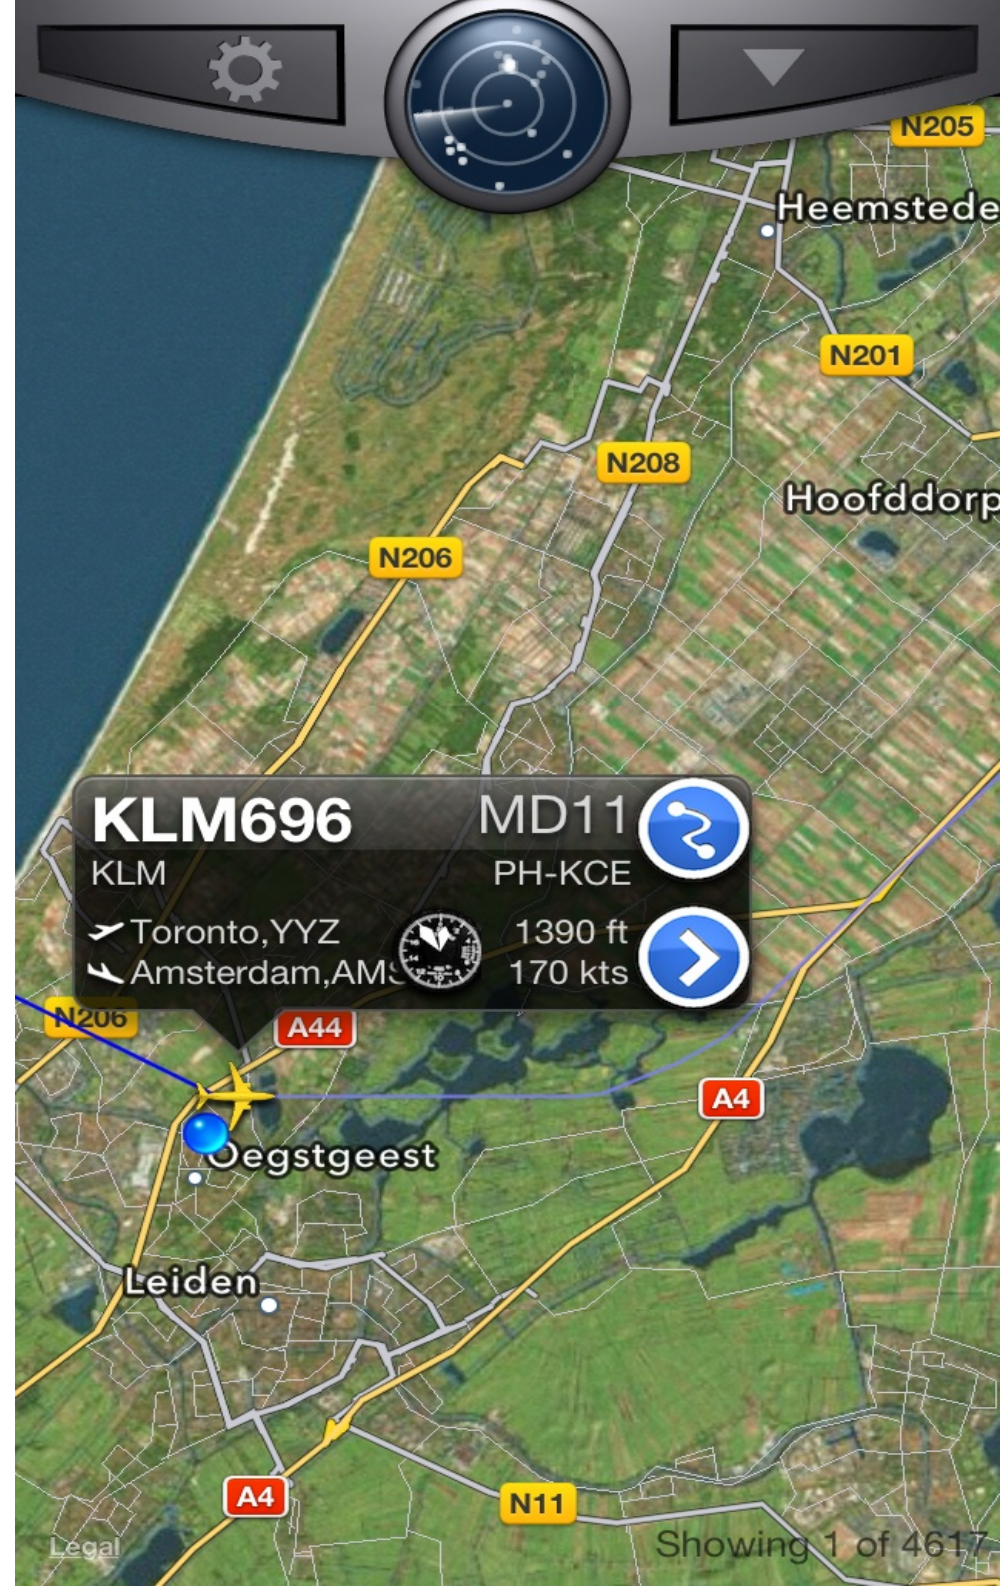 N205
Heemstede
N201
N208
Hoofddorp
N206
KLM696 MD11
KLM PH-KCE
Toronto,YYZ 1390 ft
Amsterdam,AMS 170 kts
N206
A44
A4
Oegstgeest
Leiden
A4
N11
Legal
Showing 1 of 4617